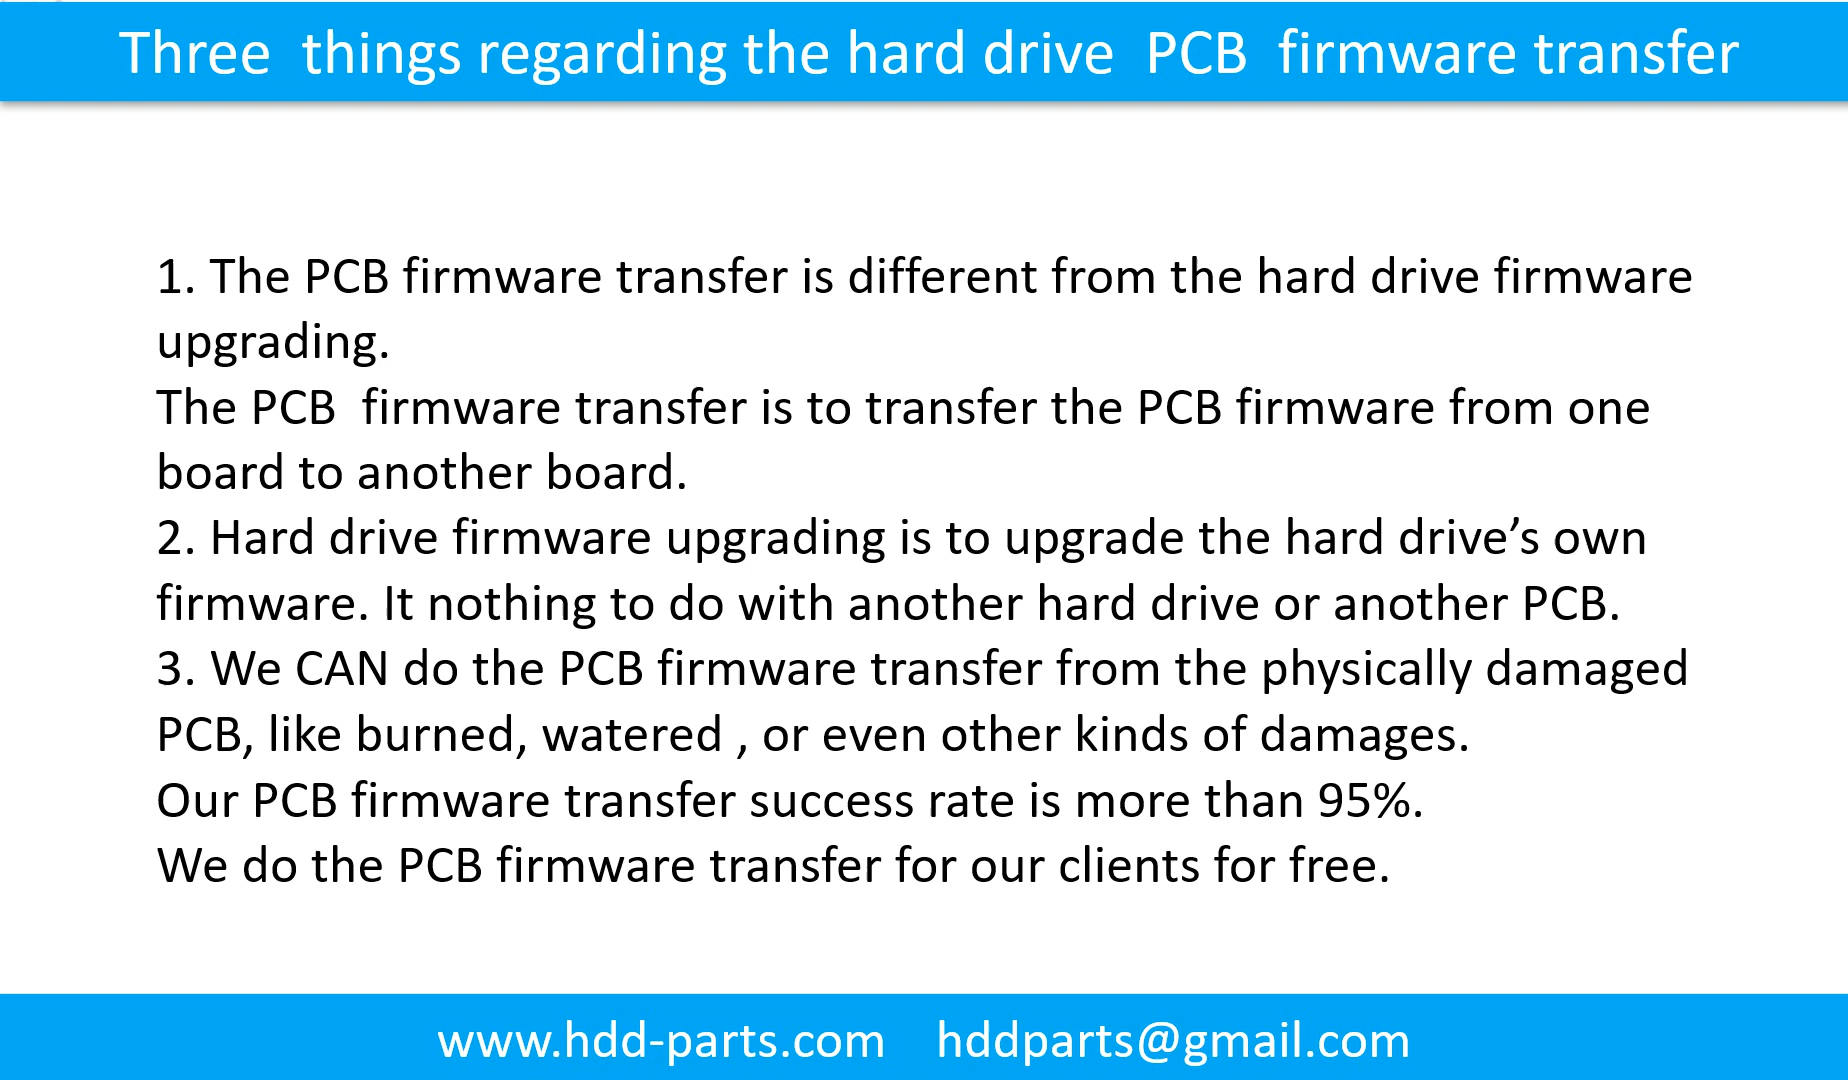 Three  things regarding the hard drive  PCB  firmware transfer
1. The PCB firmware transfer is different from the hard drive firmware
upgrading.
The PCB  firmware transfer is to transfer the PCB firmware from one
board to another board.
2. Hard drive firmware upgrading is to upgrade the hard drive’s own
firmware. It nothing to do with another hard drive or another PCB.
3. We CAN do the PCB firmware transfer from the physically damaged
PCB, like burned, watered , or even other kinds of damages.
Our PCB firmware transfer success rate is more than 95%.
We do the PCB firmware transfer for our clients for free.
www.hdd-parts.com    hddparts@gmail.com